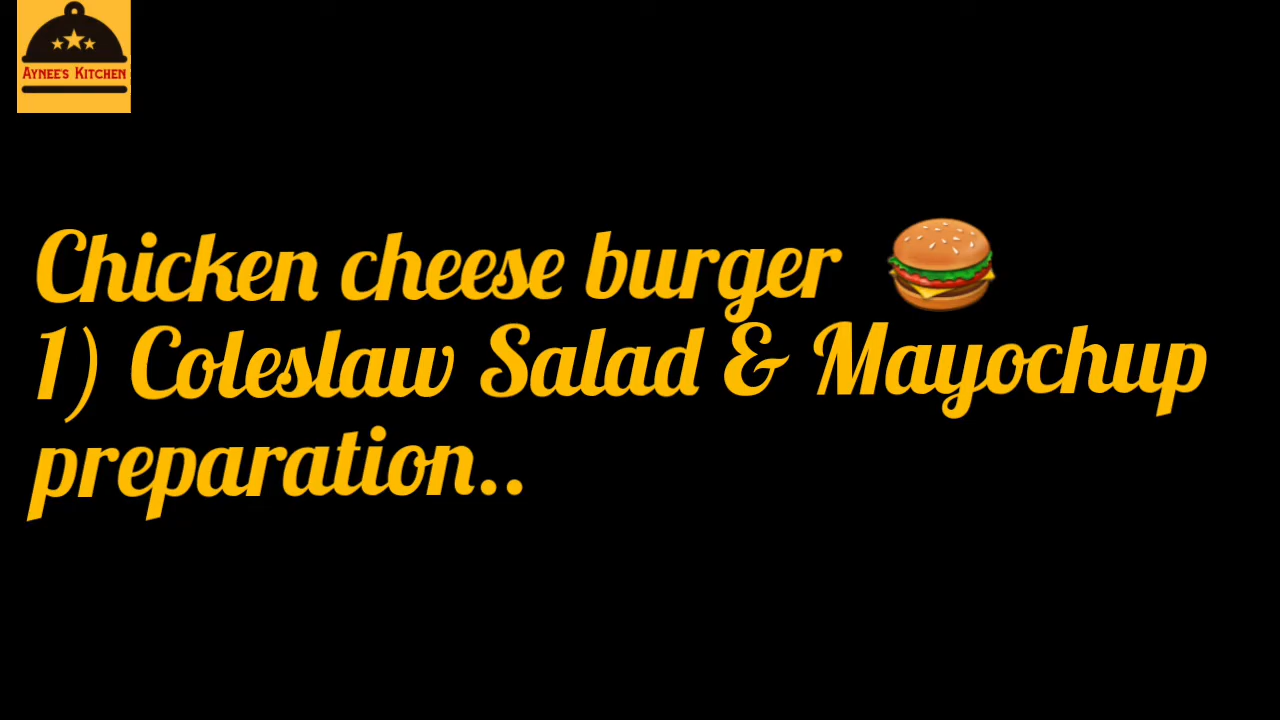 AYNEE'S KITCHEN
Chicken cheese burger 🍔
1) Coleslaw Salad & Mayochup
preparation..